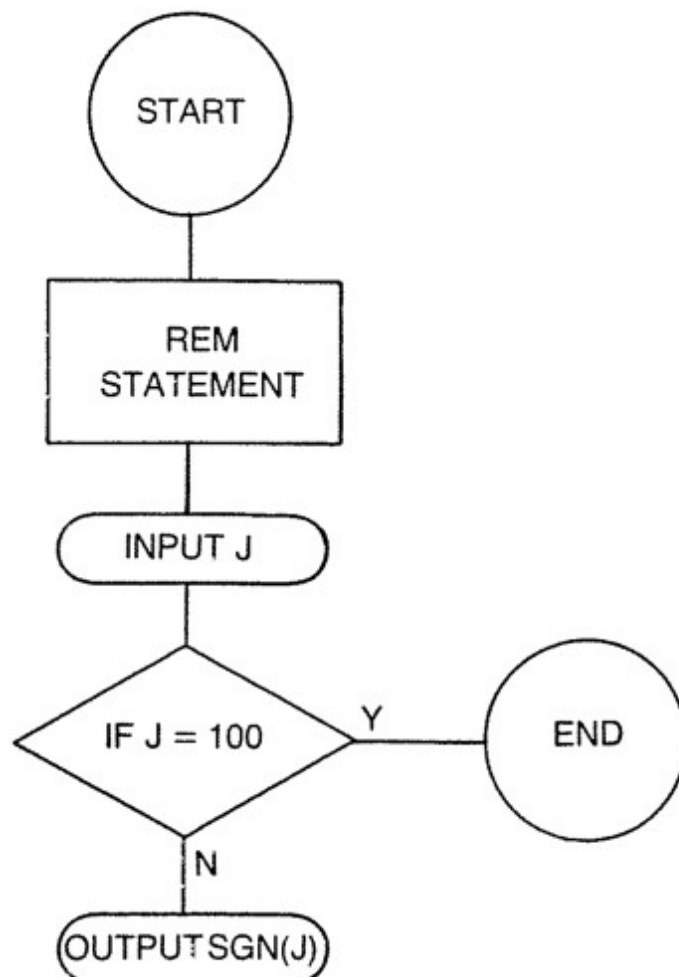 START
REM
STATEMENT
INPUT J
IF J = 100
Y
END
N
OUTPUT SGN(J)